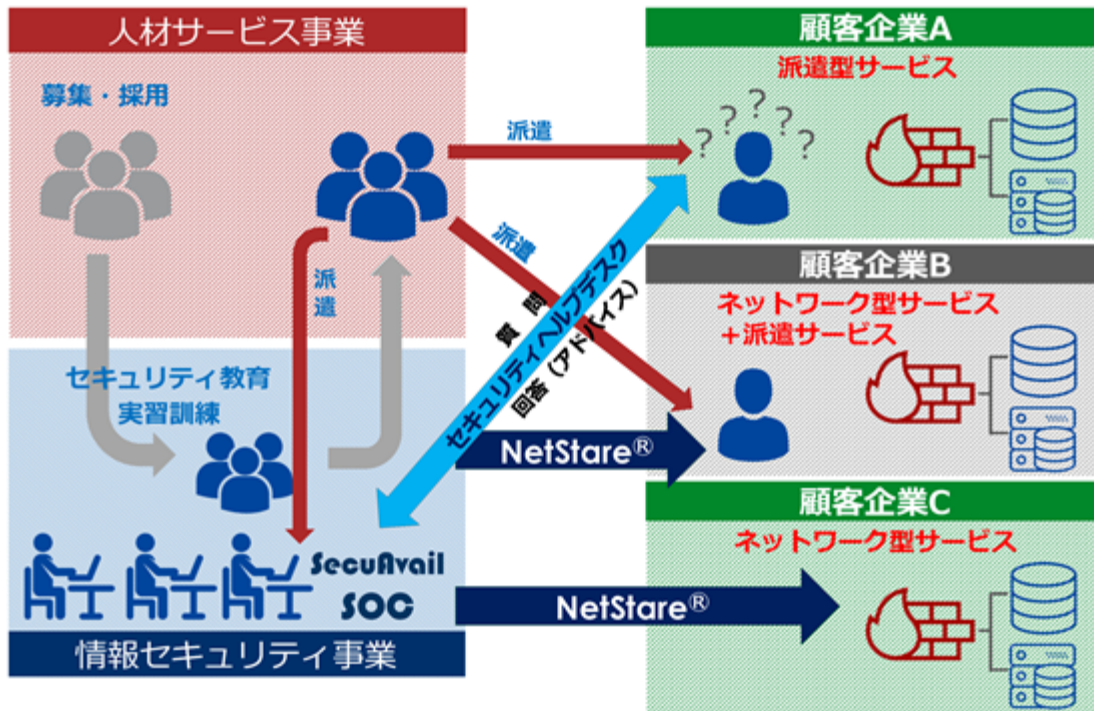 人材サービス事業
募集・採用
派遣
派遣
派遣
セキュリティ教育
実習訓練
SecuAvail
SOC
情報セキュリティ事業
質 問
セキュリティヘルプデスク
回答（アドバイス）
NetStare®
NetStare®
顧客企業A
派遣型サービス
? ? ? ? ?
顧客企業B
ネットワーク型サービス
＋派遣サービス
顧客企業C
ネットワーク型サービス